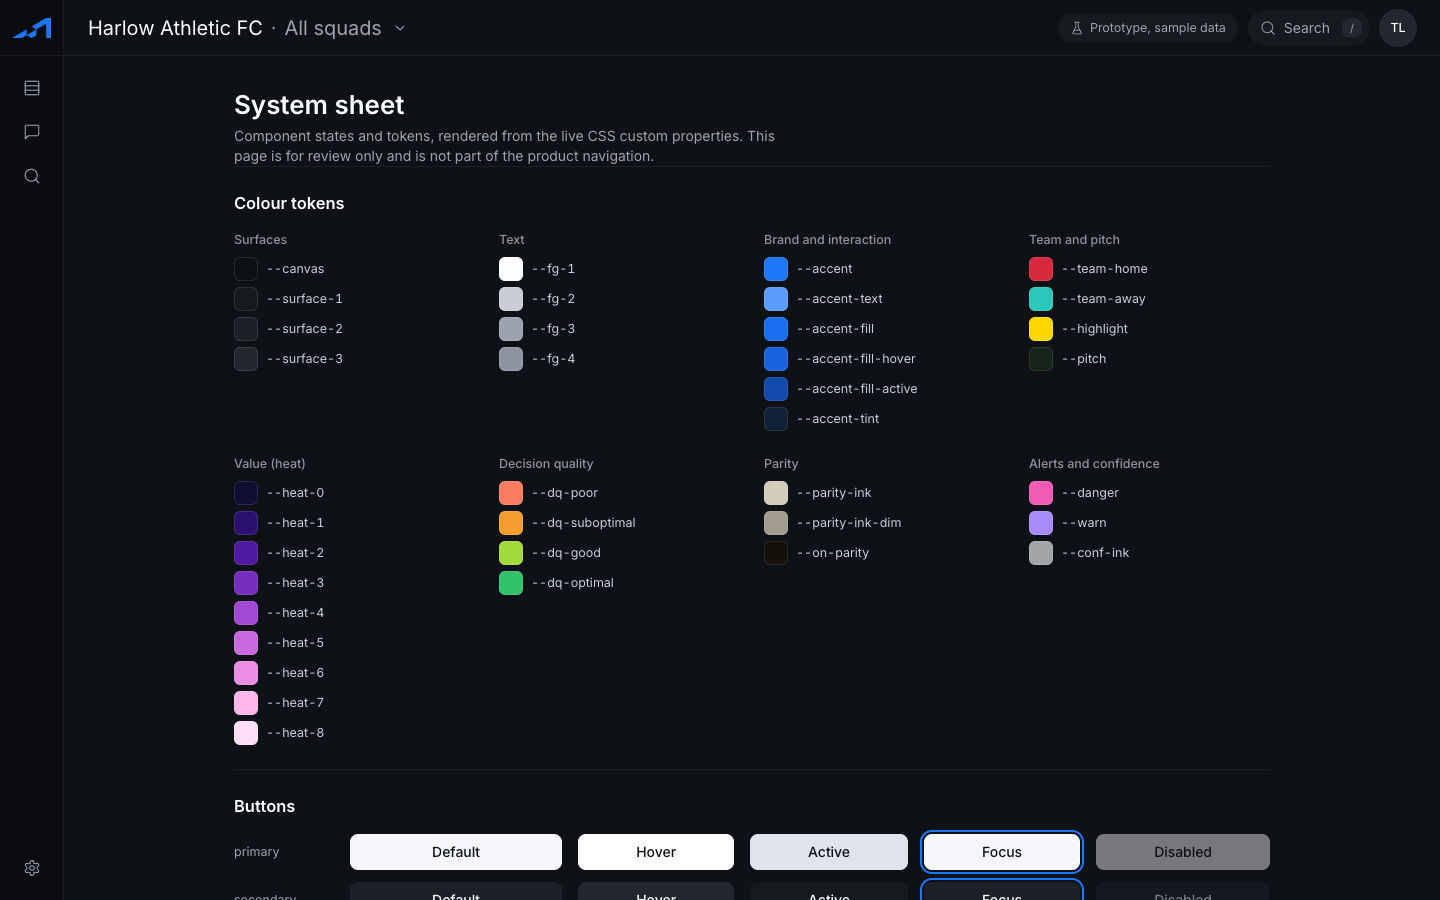 Harlow Athletic FC · All squads
Prototype, sample data
Search /
TL
System sheet
Component states and tokens, rendered from the live CSS custom properties. This
page is for review only and is not part of the product navigation.
Colour tokens
Surfaces
--canvas
--surface-1
--surface-2
--surface-3
Text
--fg-1
--fg-2
--fg-3
--fg-4
Brand and interaction
--accent
--accent-text
--accent-fill
--accent-fill-hover
--accent-fill-active
--accent-tint
Team and pitch
--team-home
--team-away
--highlight
--pitch
Value (heat)
--heat-0
--heat-1
--heat-2
--heat-3
--heat-4
--heat-5
--heat-6
--heat-7
--heat-8
Decision quality
--dq-poor
--dq-suboptimal
--dq-good
--dq-optimal
Parity
--parity-ink
--parity-ink-dim
--on-parity
Alerts and confidence
--danger
--warn
--conf-ink
Buttons
primary Default Hover Active Focus Disabled
secondary Default Hover Active Focus Disabled